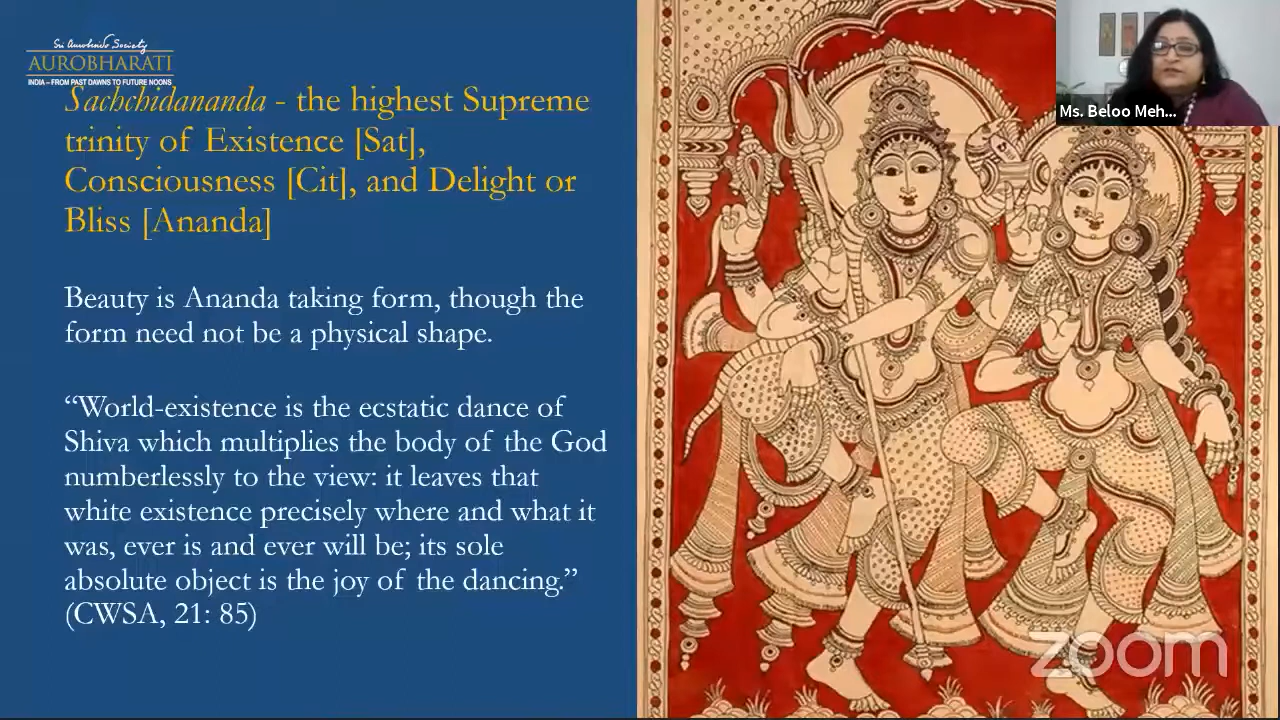 Sri Aurobindo Society
AUROBHARATI
INDIA – FROM PAST DAWNS TO FUTURE NOONS
Sachchidananda - the highest Supreme
trinity of Existence [Sat],
Consciousness [Cit], and Delight or
Bliss [Ananda]
Beauty is Ananda taking form, though the
form need not be a physical shape.
“World-existence is the ecstatic dance of
Shiva which multiplies the body of the God
numberlessly to the view: it leaves that
white existence precisely where and what it
was, ever is and ever will be; its sole
absolute object is the joy of the dancing.”
(CWSA, 21: 85)
Ms. Beloo Meh...
zoom